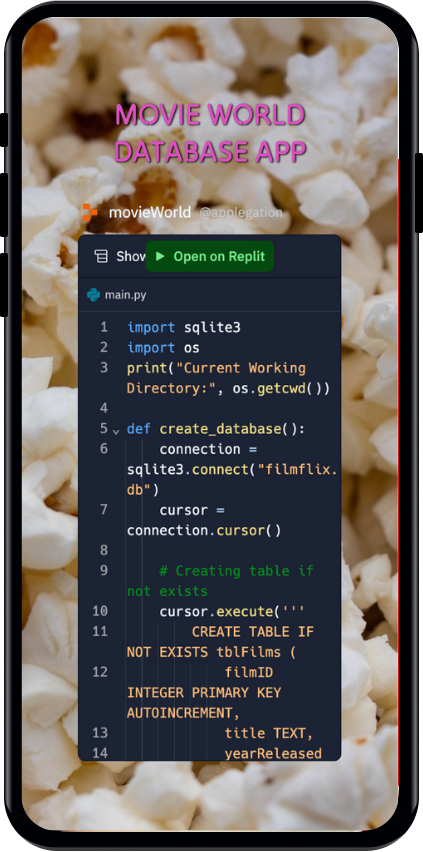 MOVIE WORLD
DATABASE APP
movieWorld @applegation
Show
Open on Replit
main.py
1 import sqlite3
2 import os
3 print("Current Working
Directory:", os.getcwd())
4
5 def create_database():
6 connection =
sqlite3.connect("filmflix.
db")
7 cursor =
connection.cursor()
8
9 # Creating table if
not exists
10 cursor.execute('''
11 CREATE TABLE IF
NOT EXISTS tblFilms (
12 filmID
INTEGER PRIMARY KEY
AUTOINCREMENT,
13 title TEXT,
14 yearReleased